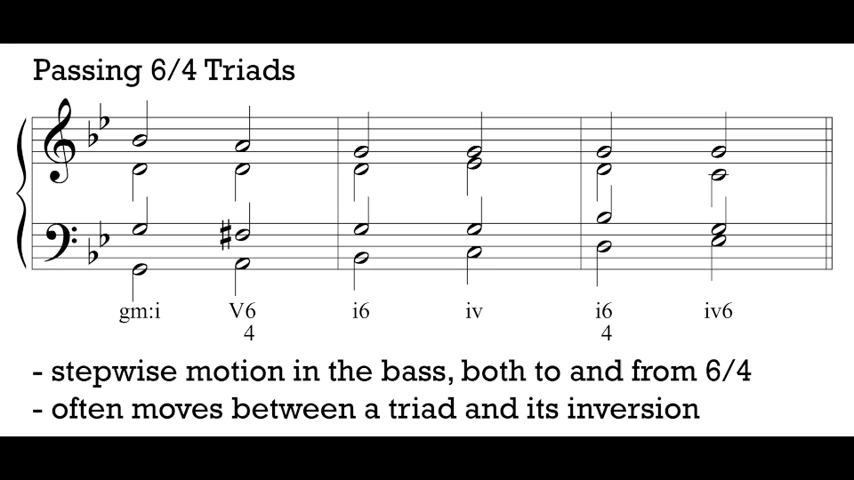 Passing 6/4 Triads
gm:i V6 i6 iv i6 iv6
4 4
- stepwise motion in the bass, both to and from 6/4
- often moves between a triad and its inversion